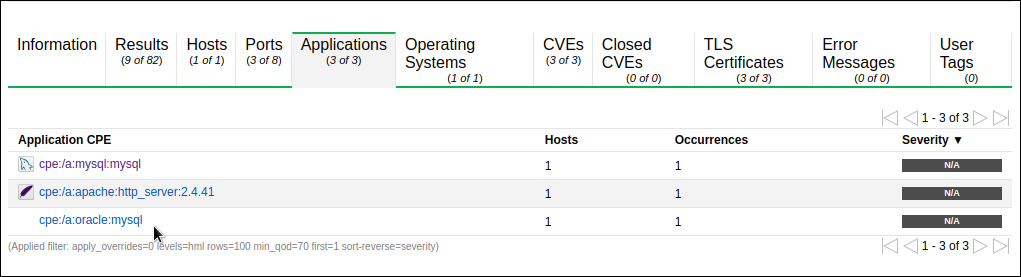 Information
Results
(9 of 82)
Hosts
(1 of 1)
Ports
(3 of 8)
Applications
(3 of 3)
Operating
Systems
(1 of 1)
CVEs
(3 of 3)
Closed
CVEs
(0 of 0)
TLS
Certificates
(3 of 3)
Error
Messages
(0 of 0)
User
Tags
(0)
1 - 3 of 3
Application CPE Hosts Occurrences Severity ▼
cpe:/a:mysql:mysql 1 1 N/A
cpe:/a:apache:http_server:2.4.41 1 1 N/A
cpe:/a:oracle:mysql 1 1 N/A
(Applied filter: apply_overrides=0 levels=hml rows=100 min_qod=70 first=1 sort-reverse=severity)
1 - 3 of 3